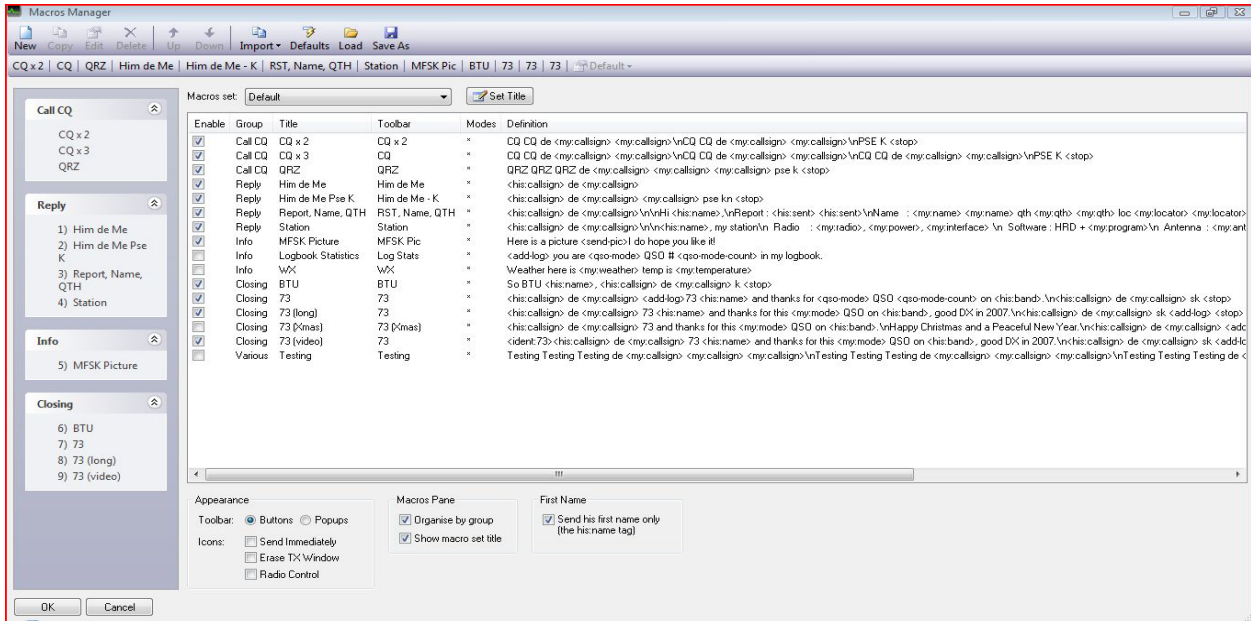 Macros Manager
New Copy Edit Delete Up Down Import Defaults Load Save As
CQ x 2 | CQ | QRZ | Him de Me | Him de Me - K | RST, Name, QTH | Station | MFSK Pic | BTU | 73 | 73 | 73 | Default
Call CQ
CQ x 2
CQ x 3
QRZ
Reply
1) Him de Me
2) Him de Me Pse
K
3) Report, Name,
QTH
4) Station
Info
5) MFSK Picture
Closing
6) BTU
7) 73
8) 73 (long)
9) 73 (video)
Macros set: Default Set Title
Enable Group Title Toolbar Modes Definition
Call CQ CQ x 2 CQ x 2 * CQ CQ de <my:callsign> <my:callsign>\nCQ CQ de <my:callsign> <my:callsign>\nPSE K <stop>
Call CQ CQ x 3 CQ * CQ CQ de <my:callsign> <my:callsign>\nCQ CQ de <my:callsign> <my:callsign>\nCQ CQ de <my:callsign> <my:callsign>\nPSE K <stop>
Call CQ QRZ QRZ * QRZ QRZ QRZ de <my:callsign> <my:callsign> <my:callsign> pse k <stop>
Reply Him de Me Him de Me * <his:callsign> de <my:callsign>
Reply Him de Me Pse K Him de Me - K * <his:callsign> de <my:callsign> <my:callsign> pse kn <stop>
Reply Report, Name, QTH RST, Name, QTH * <his:callsign> de <my:callsign>\n\nHi <his:name>,\nReport : <his:sent> <his:sent>\nName : <my:name> <my:name> qth <my:qth> <my:qth> loc <my:locator> <my:locator>
Reply Station Station * <his:callsign> de <my:callsign>\n\n<his:name>, my station\n Radio : <my:radio>, <my:power>, <my:interface> \n Software : HRD + <my:program>\n Antenna : <my:ant
Info MFSK Picture MFSK Pic * Here is a picture <send-pic>I do hope you like it!
Info Logbook Statistics Log Stats * <add-log> you are <qso-mode> QSO # <qso-mode-count> in my logbook.
Info WX WX * Weather here is <my:weather> temp is <my:temperature>
Closing BTU BTU * So BTU <his:name>, <his:callsign> de <my:callsign> k <stop>
Closing 73 73 * <his:callsign> de <my:callsign> <add-log>73 <his:name> and thanks for <qso-mode> QSO <qso-mode-count> on <his:band>.\n<his:callsign> de <my:callsign> sk <stop>
Closing 73 (long) 73 * <his:callsign> de <my:callsign> 73 <his:name> and thanks for this <my:mode> QSO on <his:band>, good DX in 2007.\n<his:callsign> de <my:callsign> sk <add-log> <stop>
Closing 73 (Xmas) 73 (Xmas) * <his:callsign> de <my:callsign> 73 and thanks for this <my:mode> QSO on <his:band>.\nHappy Christmas and a Peaceful New Year.\n<his:callsign> de <my:callsign> sk <adc
Closing 73 (video) 73 * <ident:73><his:callsign> de <my:callsign> 73 <his:name> and thanks for this <my:mode> QSO on <his:band>, good DX in 2007.\n<his:callsign> de <my:callsign> sk <add-lc
Various Testing Testing * Testing Testing Testing de <my:callsign> <my:callsign> <my:callsign>\nTesting Testing Testing de <my:callsign> <my:callsign> <my:callsign>\nTesting Testing Testing de <
Appearance
Toolbar: Buttons Popups
Icons: Send Immediately
Erase TX Window
Radio Control
Macros Pane
Organise by group
Show macro set title
First Name
Send his first name only
(the his:name tag)
OK Cancel